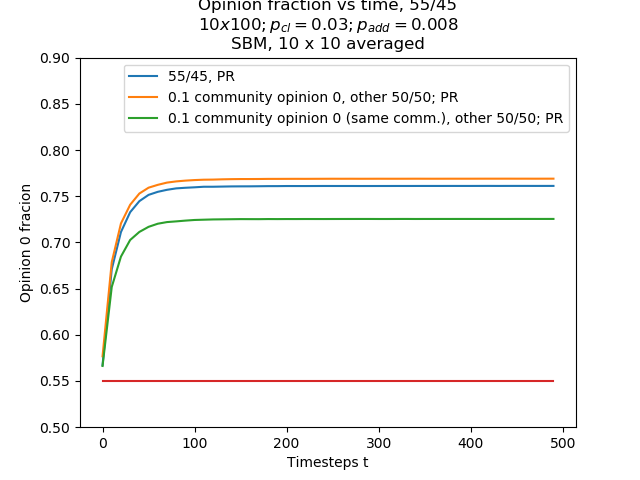 Opinion fraction vs time, 55/45
10x100; p_cl = 0.03; p_add = 0.008
SBM, 10 x 10 averaged
55/45, PR
0.1 community opinion 0, other 50/50; PR
0.1 community opinion 0 (same comm.), other 50/50; PR
0.90
0.85
0.80
0.75
0.70
0.65
0.60
0.55
0.50
Opinion 0 fracion
0
100
200
300
400
500
Timesteps t